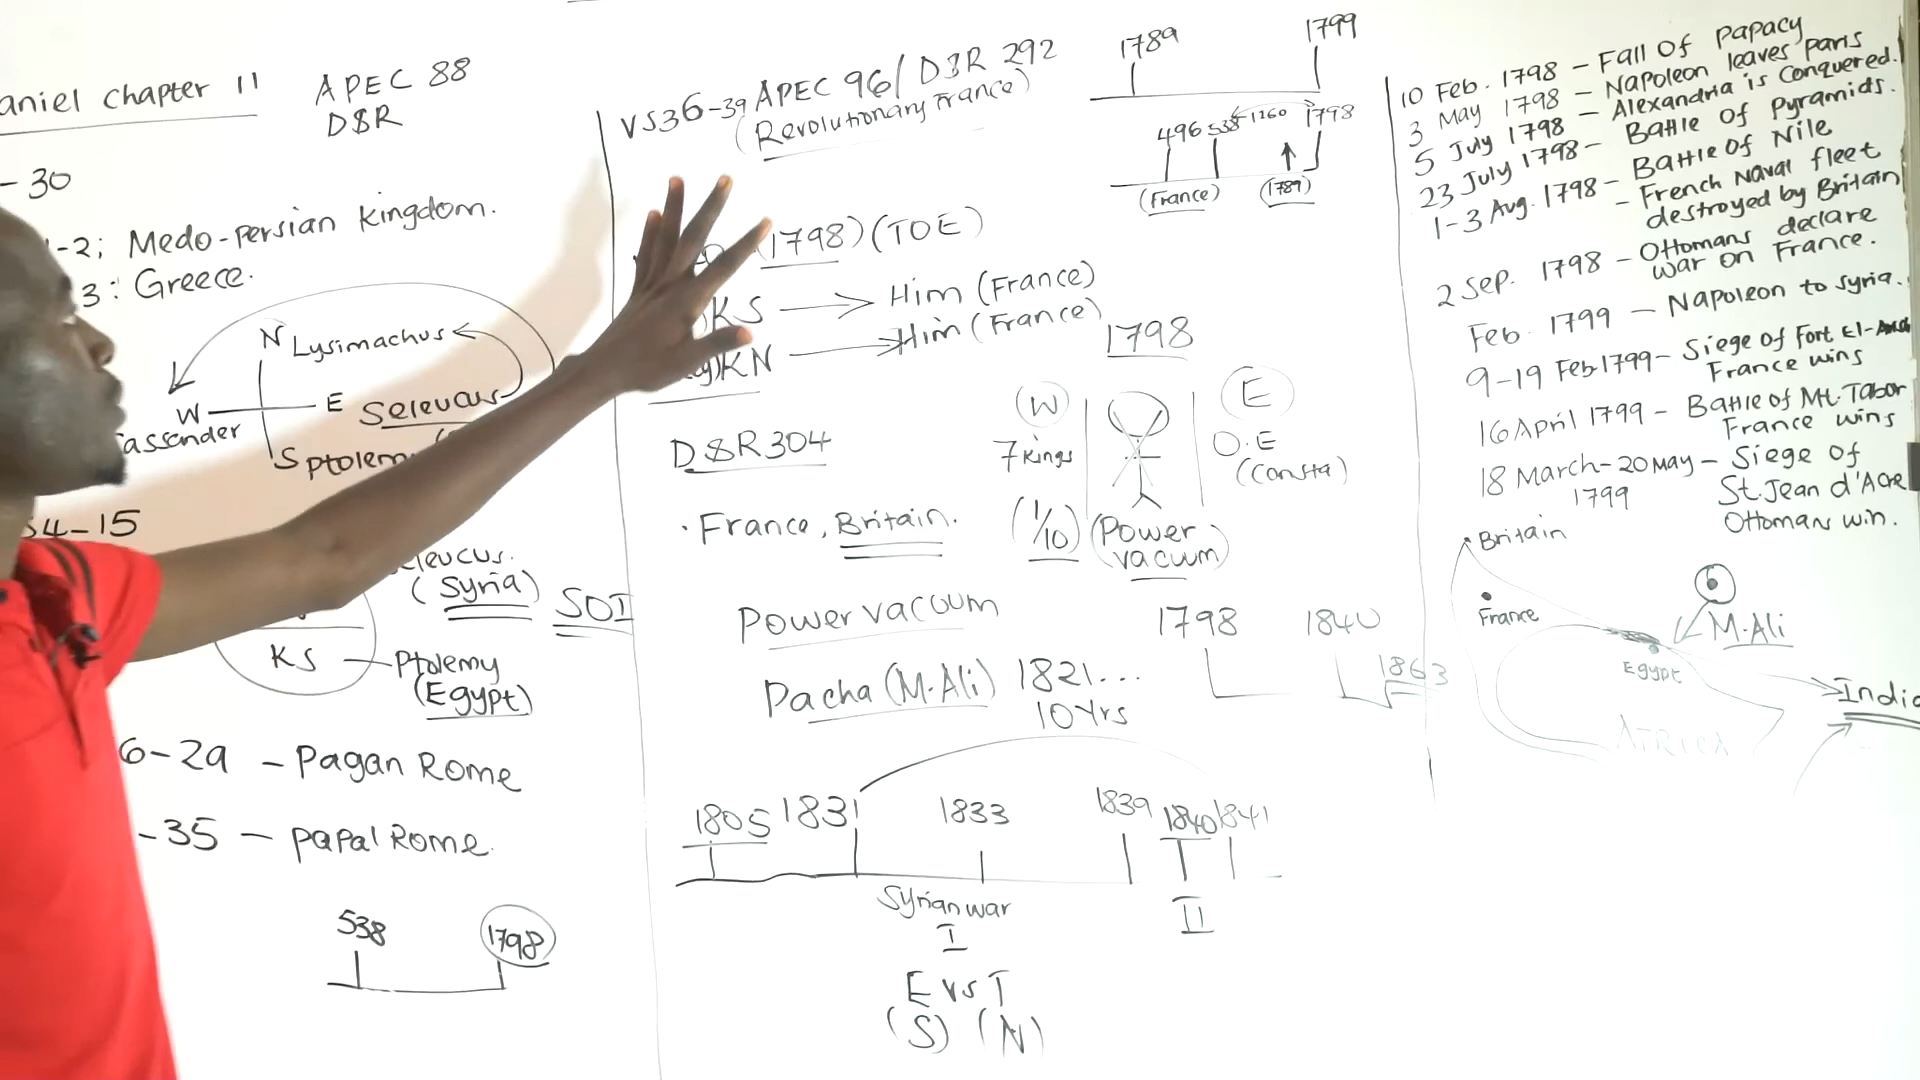 aniel Chapter 11
APEC 88
D&R
- 30
1-2; Medo-persian kingdom.
3: Greece.
N Lysimachus
W E Seleucus
assander
S ptolem
4-15
eleucus.
(Syria) SOI
KS Ptolemy
(Egypt)
6-29 - Pagan Rome
-35 - papal Rome.
538 1798
VS36-39 APEC 96/ D&R 292
(Revolutionary France)
(1798) (TOE)
KS → Him (France)
KN → Him (France)
D&R 304
· France, Britain.
Power vacuum
Pacha (M.Ali) 1821...
10 Yrs
1805 1831 1833 1839 1840 1841
Syrian war
I II
E vs T
(S) (N)
1789 1799
496 538 1260 1798
(France) (1789)
1798
(W) E
7 kings O.E
(Consta)
(1/10) (Power
vacuum)
1798 1840
1863
10 Feb. 1798 - Fall Of Papacy
3 May 1798 - Napoleon leaves paris
5 July 1798 - Alexandria is Conquered.
23 July 1798 - Battle Of Pyramids.
1-3 Aug. 1798 - Battle Of Nile
- French Naval fleet
destroyed by Britain
2 Sep. 1798 - Ottomans declare
war on France.
Feb. 1799 - Napoleon to Syria.
9-19 Feb 1799 - Siege of Fort El-
France wins
16 April 1799 - Battle of Mt. Tabor
France wins
18 March-20 May - Siege of
1799 St. Jean d'Acre
Ottomans win.
Britain
France
M.Ali
Egypt
India
AFRICA